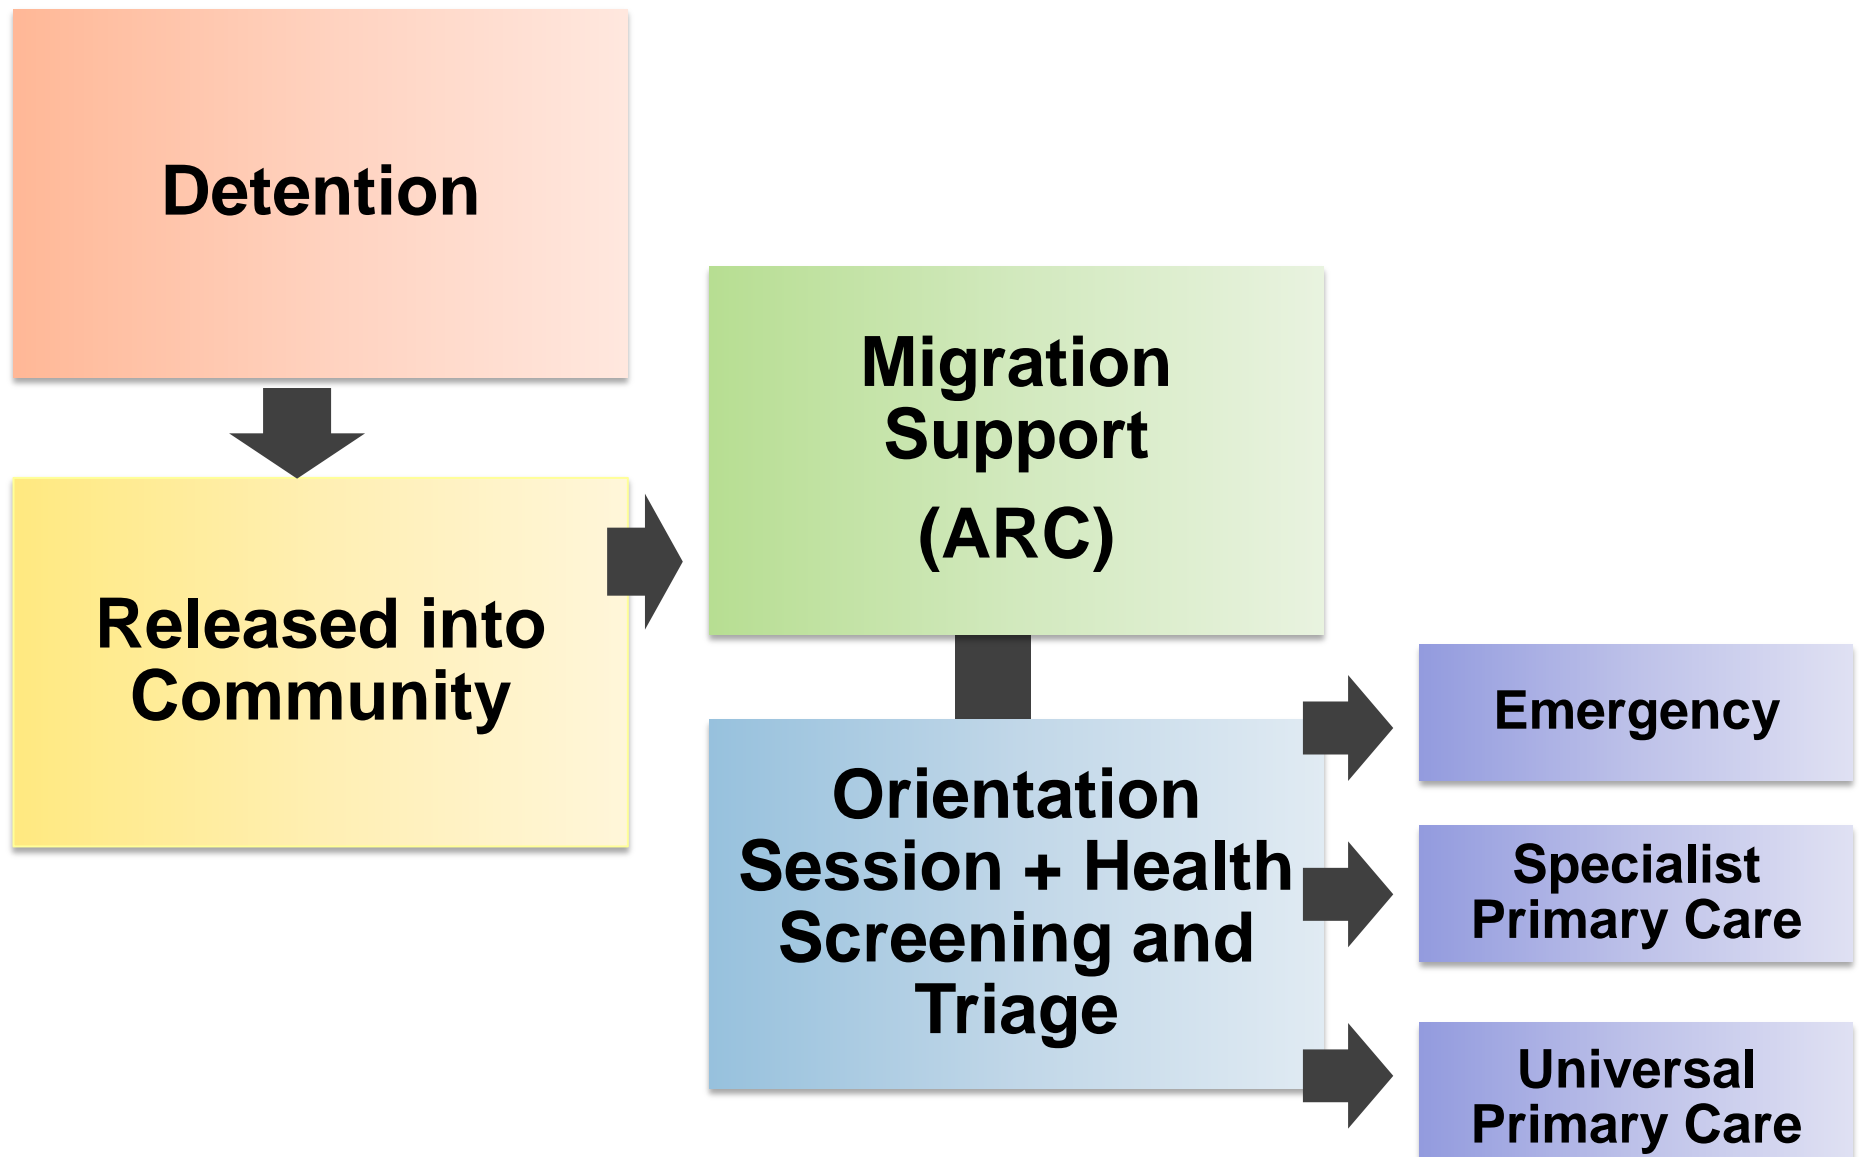 Detention
Released into
Community
Migration
Support
(ARC)
Orientation
Session + Health
Screening and
Triage
Emergency
Specialist
Primary Care
Universal
Primary Care